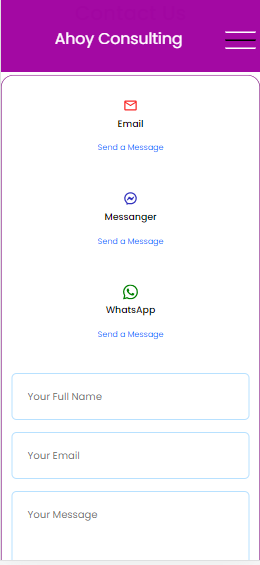 Contact Us
Ahoy Consulting
Email
Send a Message
Messanger
Send a Message
WhatsApp
Send a Message
Your Full Name
Your Email
Your Message